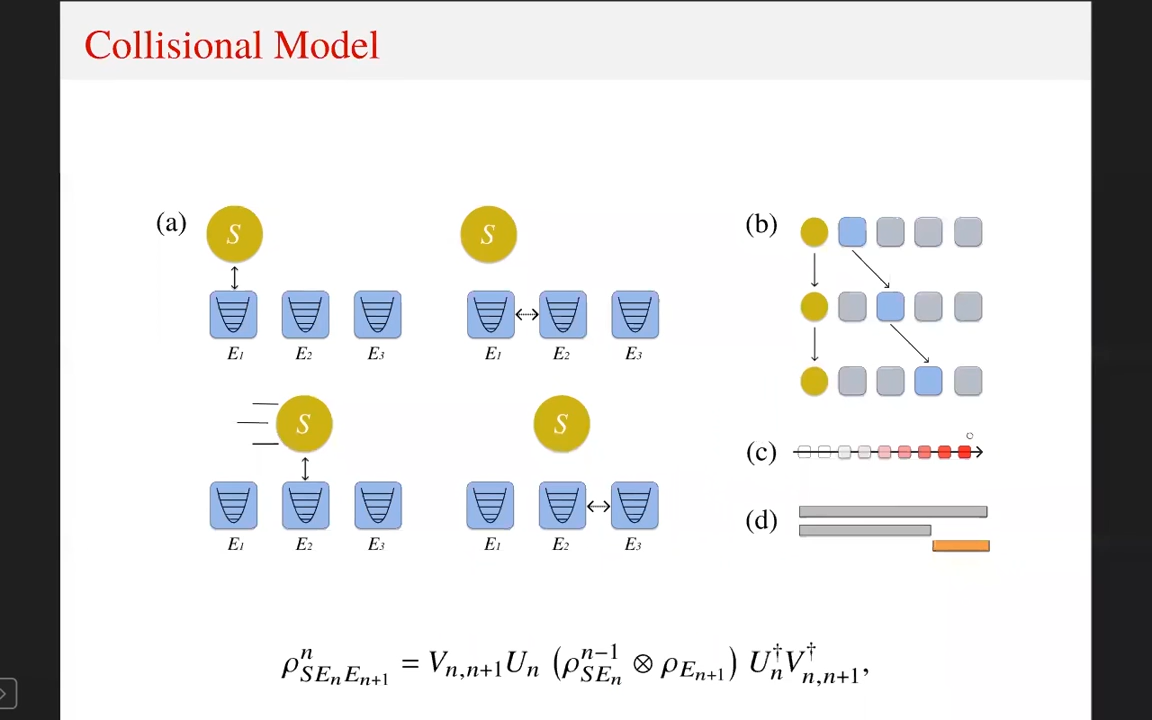 Collisional Model
(a) S S (b)
E1 E2 E3 E1 E2 E3
S S
(c)
(d)
E1 E2 E3 E1 E2 E3
ρ^n_{SE_nE_{n+1}} = V_{n,n+1}U_n (ρ^{n−1}_{SE_n} ⊗ ρ_{E_{n+1}}) U_n^†V^†_{n,n+1},